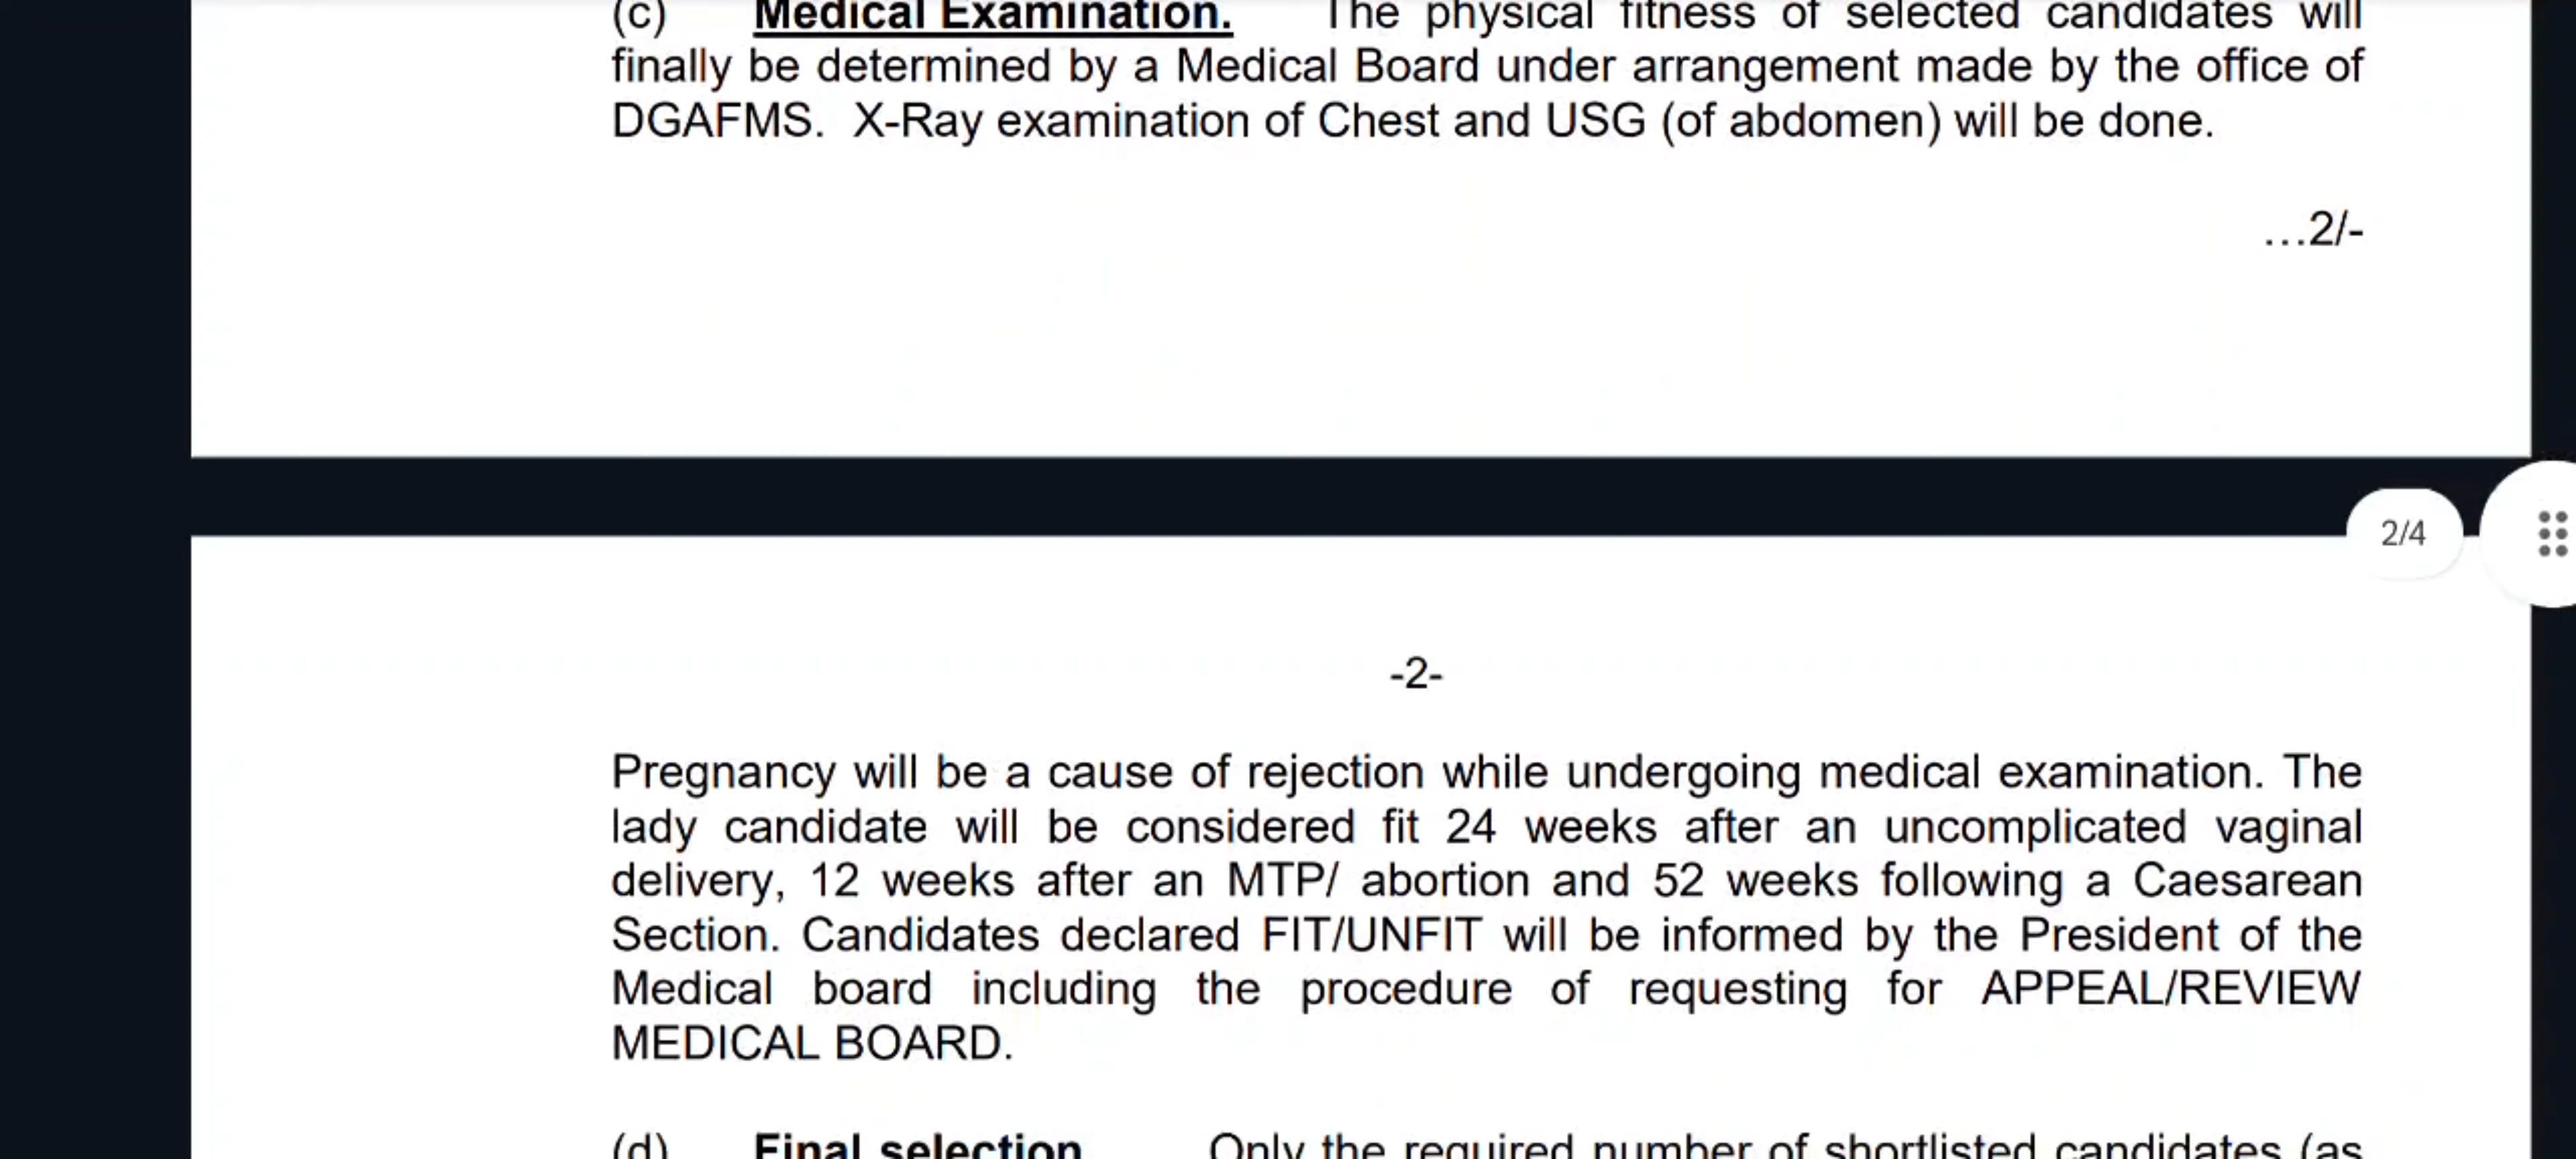 (c) Medical Examination. The physical fitness of selected candidates will
finally be determined by a Medical Board under arrangement made by the office of
DGAFMS. X-Ray examination of Chest and USG (of abdomen) will be done.
...2/-
2/4
-2-
Pregnancy will be a cause of rejection while undergoing medical examination. The
lady candidate will be considered fit 24 weeks after an uncomplicated vaginal
delivery, 12 weeks after an MTP/ abortion and 52 weeks following a Caesarean
Section. Candidates declared FIT/UNFIT will be informed by the President of the
Medical board including the procedure of requesting for APPEAL/REVIEW
MEDICAL BOARD.
(d) Final selection Only the required number of shortlisted candidates (as